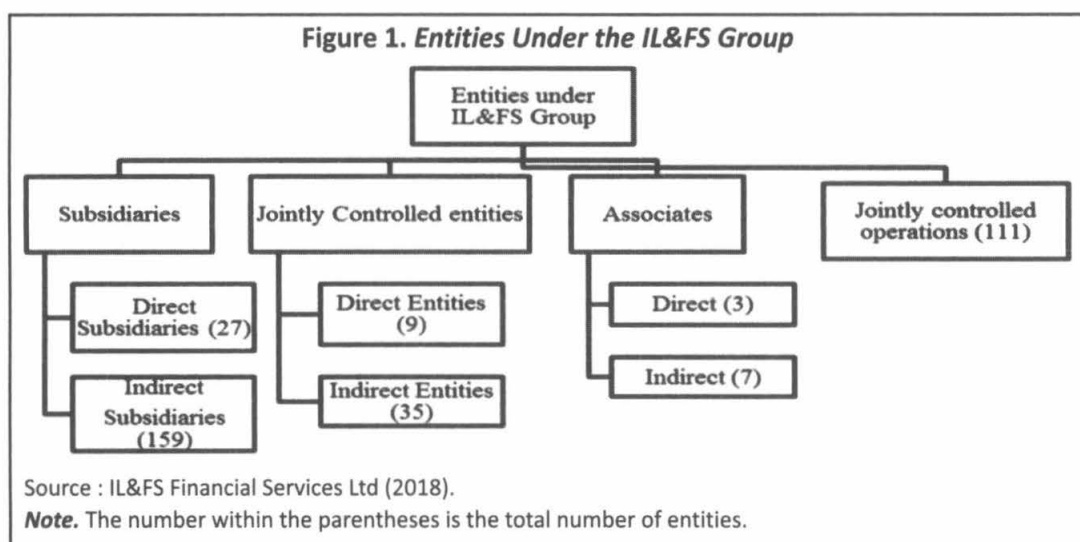 Figure 1. Entities Under the IL&FS Group
Entities under
IL&FS Group
Subsidiaries
Direct
Subsidiaries (27)
Indirect
Subsidiaries
(159)
Jointly Controlled entities
Direct Entities
(9)
Indirect Entities
(35)
Associates
Direct (3)
Indirect (7)
Jointly controlled
operations (111)
Source : IL&FS Financial Services Ltd (2018).
Note. The number within the parentheses is the total number of entities.